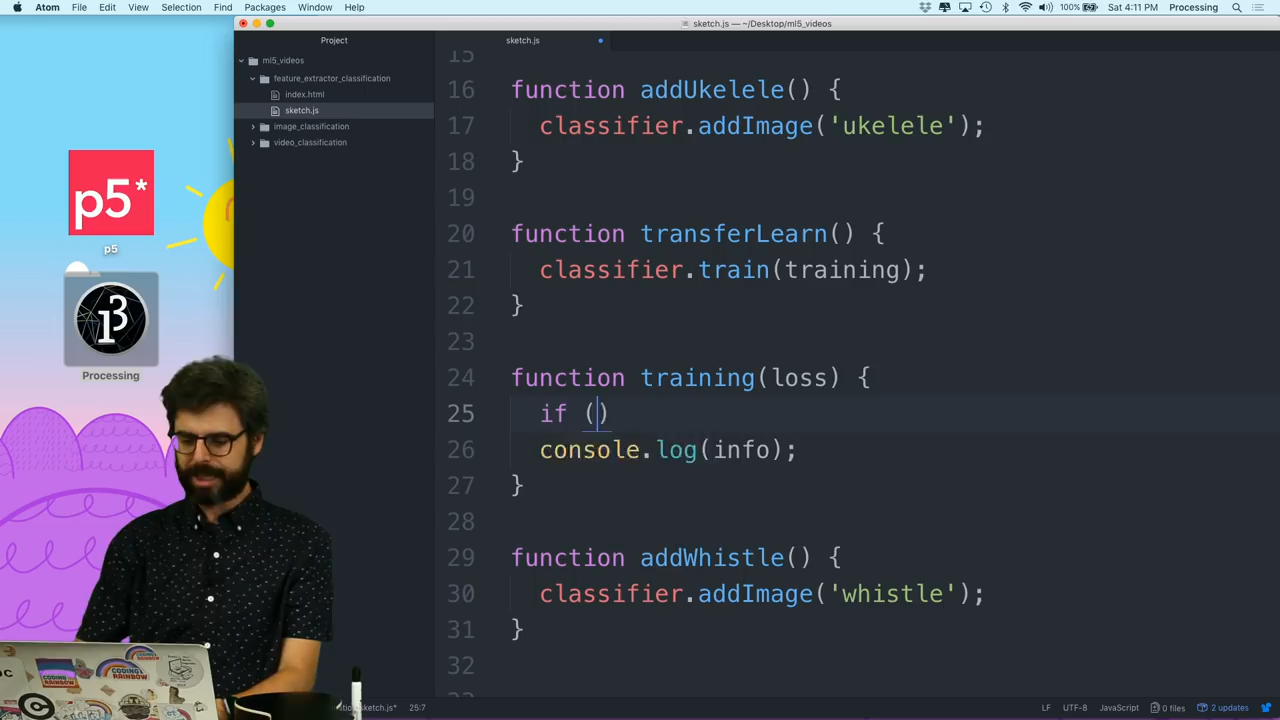 Atom File Edit View Selection Find Packages Window Help
100% Sat 4:11 PM Processing
sketch.js — ~/Desktop/ml5_videos
Project
sketch.js
ml5_videos
feature_extractor_classification
index.html
sketch.js
image_classification
video_classification
p5*
p5
Processing
15
16 function addUkelele() {
17 classifier.addImage('ukelele');
18 }
19
20 function transferLearn() {
21 classifier.train(training);
22 }
23
24 function training(loss) {
25 if ()
26 console.log(info);
27 }
28
29 function addWhistle() {
30 classifier.addImage('whistle');
31 }
32
sketch.js* 25:7
LF UTF-8 JavaScript 0 files 2 updates
CODING
RAINBOW